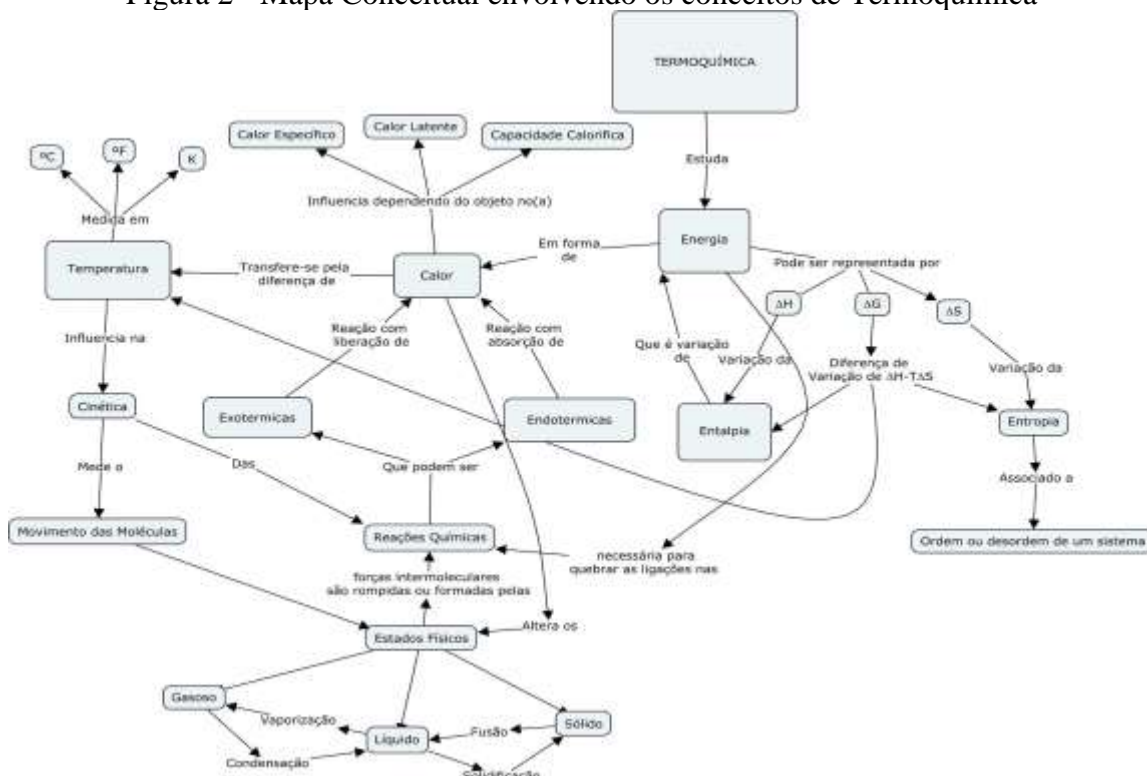 Figura 2 - Mapa Conceitual envolvendo os conceitos de Termoquímica
TERMOQUÍMICA
Calor Específico
Calor Latente
Capacidade Calorifica
ºC
ºF
K
Estuda
Medida em
Influencia dependendo do objeto no(a)
Temperatura
Transfere-se pela
diferença de
Calor
Em forma
de
Energia
Pode ser representada por
ΔH
ΔG
ΔS
Influencia na
Reação com
liberação de
Reação com
absorção de
Que é variação
de
Variação da
Diferença de
Variação de ΔH-TΔS
Variação da
Cinética
Exotermicas
Endotermicas
Entalpia
Entropia
Mede o
Das
Que podem ser
Associado a
Movimento das Moléculas
Reações Químicas
necessária para
quebrar as ligações nas
Ordem ou desordem de um sistema
forças intermoleculares
são rompidas ou formadas pelas
Altera os
Estados Físicos
Gasoso
Vaporização
Líquido
Fusão
Sólido
Condensação
Solidificação